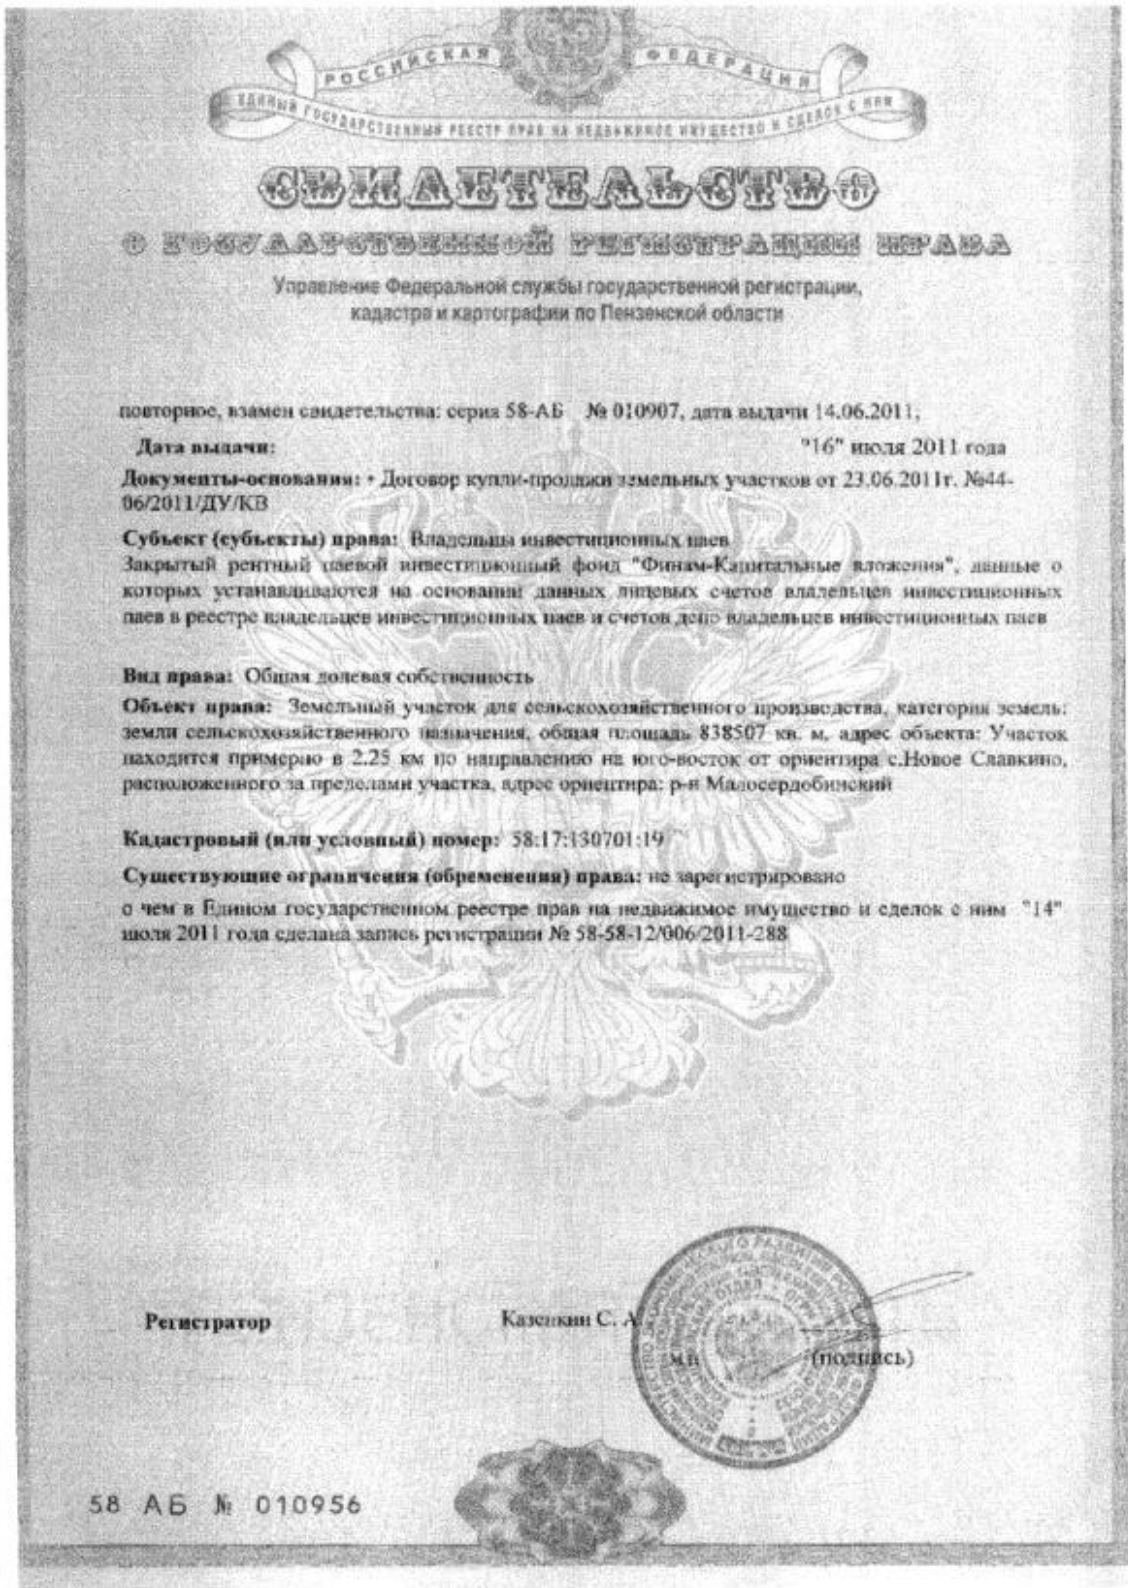 РОССИЙСКАЯ ФЕДЕРАЦИЯ
ЕДИНЫЙ ГОСУДАРСТВЕННЫЙ РЕЕСТР ПРАВ НА НЕДВИЖИМОЕ ИМУЩЕСТВО И СДЕЛОК С НИМ
СВИДЕТЕЛЬСТВО
О ГОСУДАРСТВЕННОЙ РЕГИСТРАЦИИ ПРАВА
Управление Федеральной службы государственной регистрации,
кадастра и картографии по Пензенской области
повторное, взамен свидетельства: серия 58-АБ № 010907, дата выдачи 14.06.2011,
Дата выдачи: "16" июля 2011 года
Документы-основания: • Договор купли-продажи земельных участков от 23.06.2011г. №44-
06/2011/ДУ/КВ
Субъект (субъекты) права: Владельцы инвестиционных паев
Закрытый рентный паевой инвестиционный фонд "Финам-Капитальные вложения", данные о
которых устанавливаются на основании данных лицевых счетов владельцев инвестиционных
паев в реестре владельцев инвестиционных паев и счетов депо владельцев инвестиционных паев
Вид права: Общая долевая собственность
Объект права: Земельный участок для сельскохозяйственного производства, категория земель:
земли сельскохозяйственного назначения, общая площадь 838507 кв. м, адрес объекта: Участок
находится примерно в 2.25 км по направлению на юго-восток от ориентира с.Новое Славкино,
расположенного за пределами участка, адрес ориентира: р-н Малосердобинский
Кадастровый (или условный) номер: 58:17:130701:19
Существующие ограничения (обременения) права: не зарегистрировано
о чем в Едином государственном реестре прав на недвижимое имущество и сделок с ним "14"
июля 2011 года сделана запись регистрации № 58-58-12/006/2011-288
Регистратор Казенкин С. А.
м.п. (подпись)
58 АБ № 010956